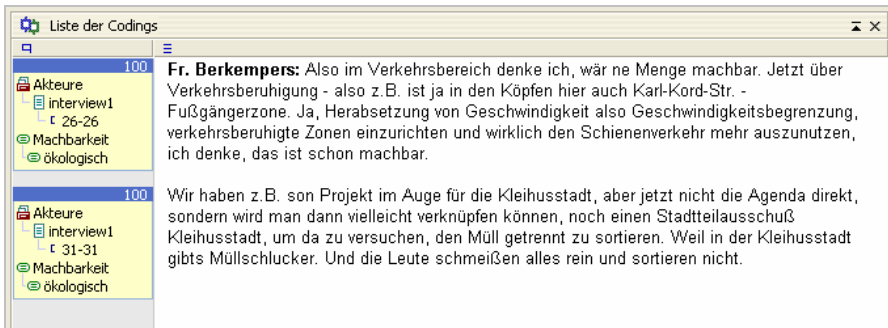 Liste der Codings
100
Akteure
interview1
26-26
Machbarkeit
ökologisch
Fr. Berkempers: Also im Verkehrsbereich denke ich, wär ne Menge machbar. Jetzt über
Verkehrsberuhigung - also z.B. ist ja in den Köpfen hier auch Karl-Kord-Str. -
Fußgängerzone. Ja, Herabsetzung von Geschwindigkeit also Geschwindigkeitsbegrenzung,
verkehrsberuhigte Zonen einzurichten und wirklich den Schienenverkehr mehr auszunutzen,
ich denke, das ist schon machbar.
100
Akteure
interview1
31-31
Machbarkeit
ökologisch
Wir haben z.B. son Projekt im Auge für die Kleihusstadt, aber jetzt nicht die Agenda direkt,
sondern wird man dann vielleicht verknüpfen können, noch einen Stadtteilausschuß
Kleihusstadt, um da zu versuchen, den Müll getrennt zu sortieren. Weil in der Kleihusstadt
gibts Müllschlucker. Und die Leute schmeißen alles rein und sortieren nicht.